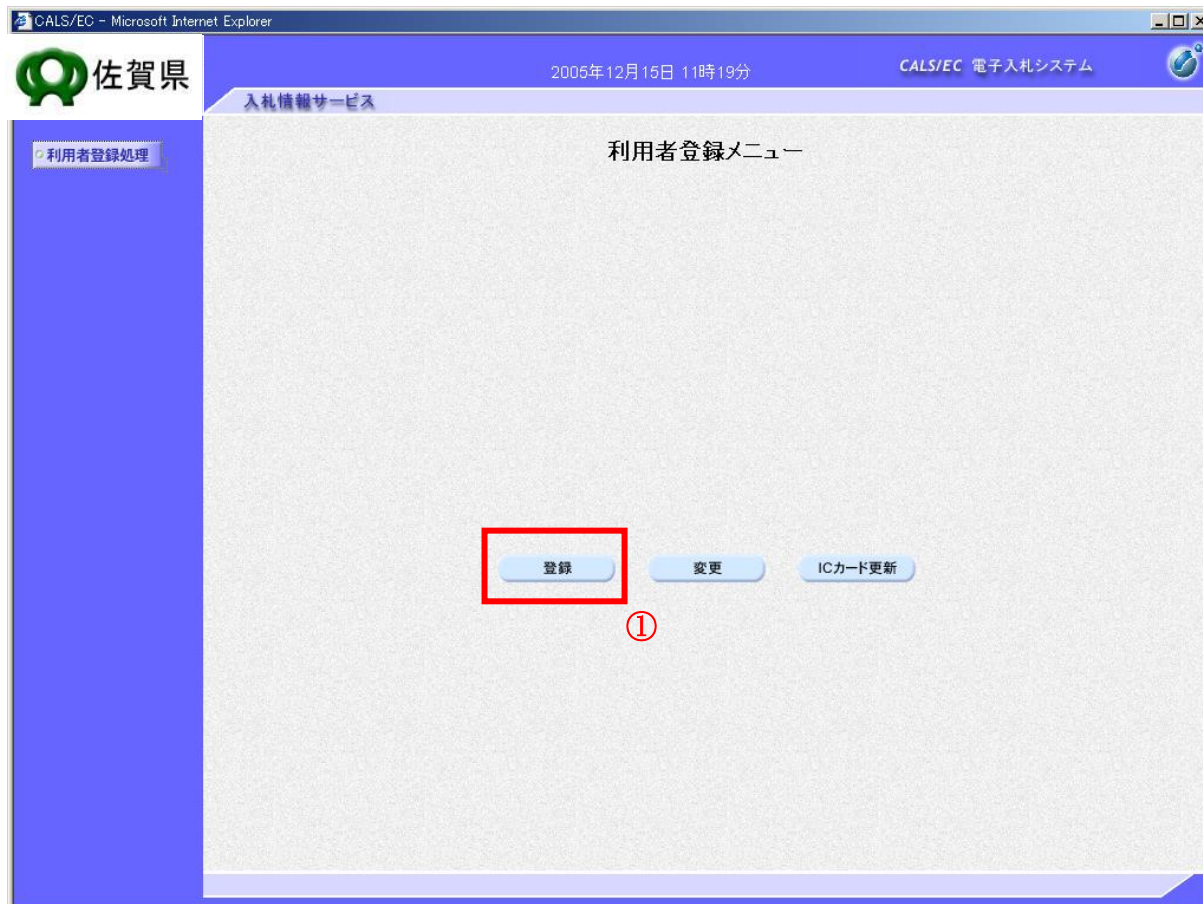 CALS/EC - Microsoft Internet Explorer
佐賀県
2005年12月15日 11時19分
CALS/EC 電子入札システム
入札情報サービス
利用者登録処理
利用者登録メニュー
登録
変更
ICカード更新
①